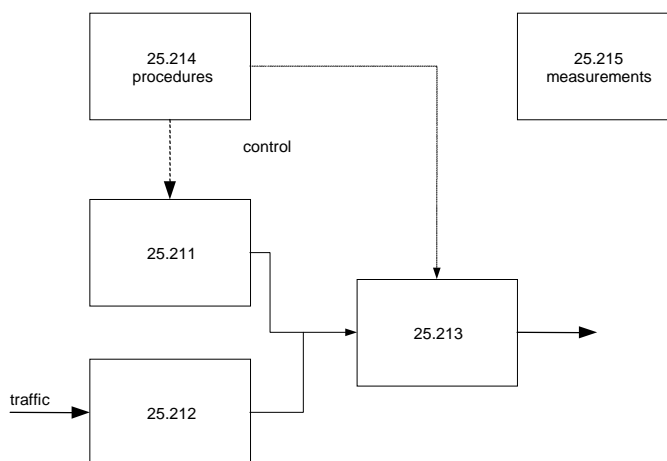 25.214
procedures
25.215
measurements
control
25.211
25.213
traffic
25.212